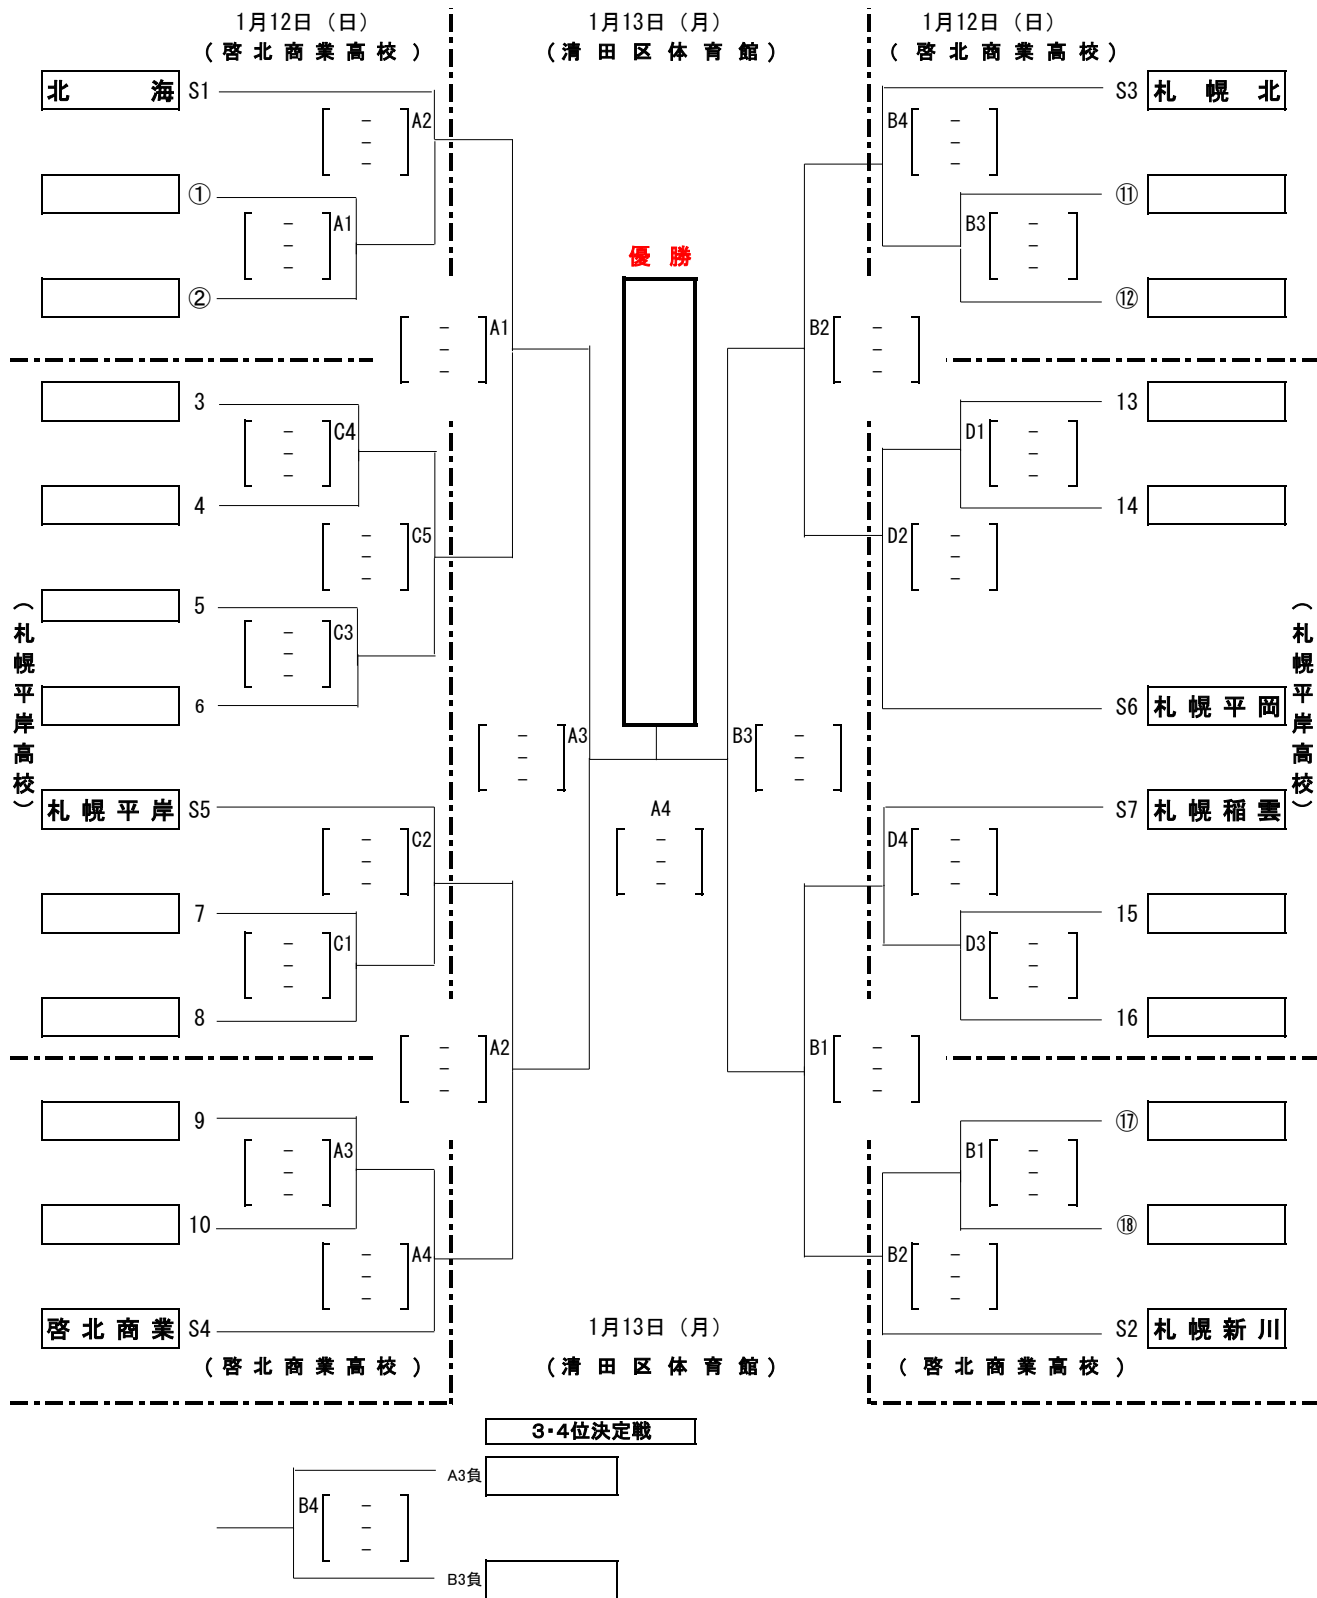 1月12日（日） 1月13日（月） 1月12日（日）
(啓北商業高校) (清田区体育館) (啓北商業高校)
北海 S1 S3 札幌北
[ － － － ] A2 B4 [ － － － ]
① ⑪
[ － － － ] A1 B3 [ － － － ]
優勝
② ⑫
[ － － － ] A1 B2 [ － － － ]
3 13
[ － － － ] C4 D1 [ － － － ]
4 14
[ － － － ] C5 D2 [ － － － ]
5
[ － － － ] C3
（札幌平岸高校） （札幌平岸高校）
6 S6 札幌平岡
[ － － － ] A3 B3 [ － － － ]
札幌平岸 S5 A4 S7 札幌稲雲
[ － － － ] C2 [ － － － ] D4 [ － － － ]
7 15
[ － － － ] C1 D3 [ － － － ]
8 16
[ － － － ] A2 B1 [ － － － ]
9 ⑰
[ － － － ] A3 B1 [ － － － ]
10 ⑱
[ － － － ] A4 B2 [ － － － ]
啓北商業 S4 1月13日（月） S2 札幌新川
(啓北商業高校) (清田区体育館) (啓北商業高校)
3・4位決定戦
A3負
B4 [ － － － ]
B3負